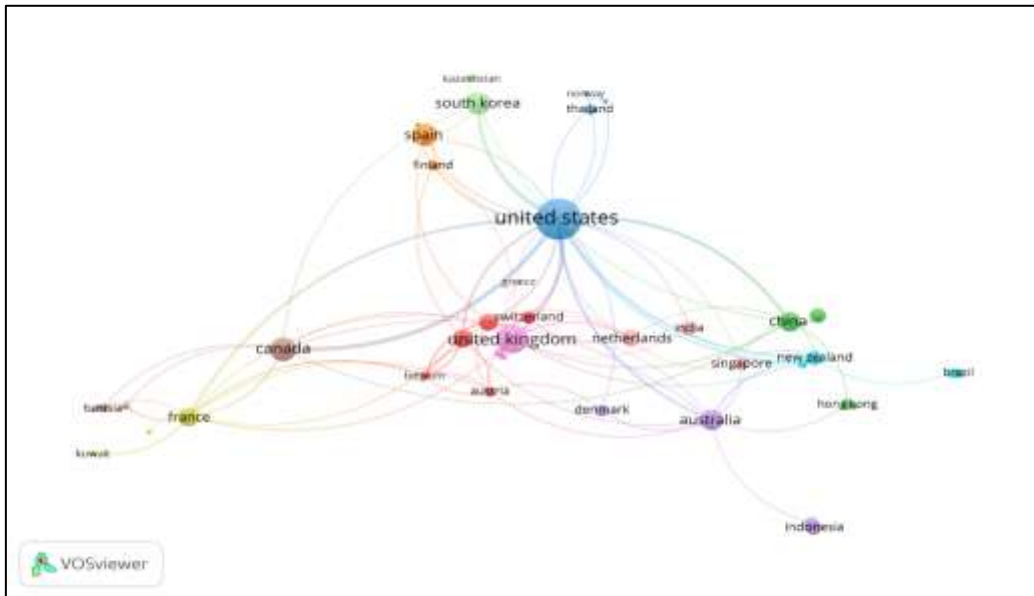 kazakhstan
south korea
norway
thailand
spain
finland
united states
greece
switzerland
china
united kingdom
india
canada
netherlands
new zealand
singapore
brazil
austria
tunisia
denmark
hong kong
france
australia
kuwait
indonesia
VOSviewer